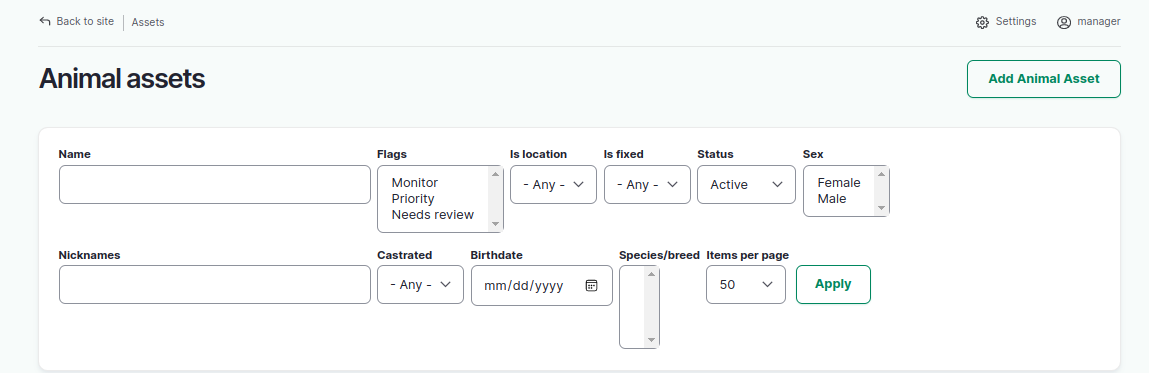 Back to site
Assets
Settings
manager
Animal assets
Add Animal Asset
Name
Flags
Is location
Is fixed
Status
Sex
Monitor
Priority
Needs review
- Any -
- Any -
Active
Female
Male
Nicknames
Castrated
Birthdate
Species/breed
Items per page
- Any -
mm/dd/yyyy
50
Apply